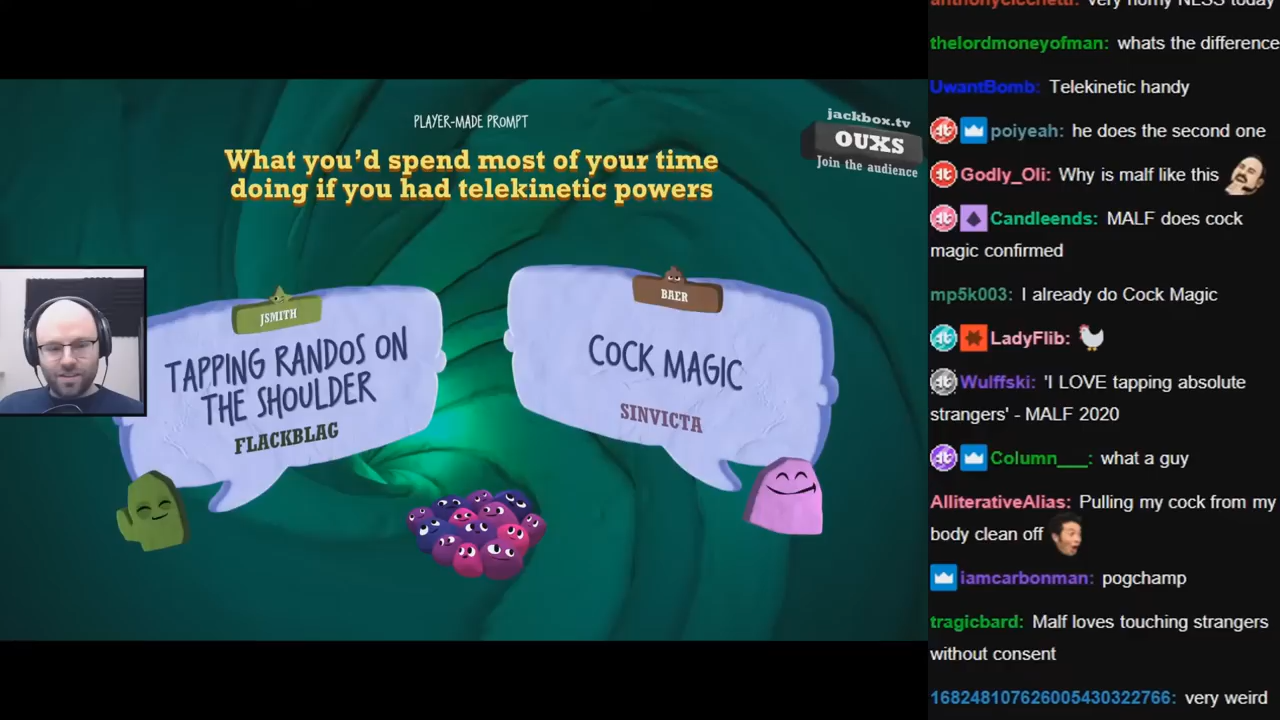 PLAYER-MADE PROMPT
What you'd spend most of your time
doing if you had telekinetic powers
jackbox.tv
OUXS
Join the audience
JSMITH
TAPPING RANDOS ON
THE SHOULDER
FLACKBLAG
BAER
COCK MAGIC
SINVICTA
anthonycicchetti: very horny NESS today
thelordmoneyofman: whats the difference
UwantBomb: Telekinetic handy
poiyeah: he does the second one
Godly_Oli: Why is malf like this
Candleends: MALF does cock
magic confirmed
mp5k003: I already do Cock Magic
LadyFlib:
Wulffski: 'I LOVE tapping absolute
strangers' - MALF 2020
Column___: what a guy
AlliterativeAlias: Pulling my cock from my
body clean off
iamcarbonman: pogchamp
tragicbard: Malf loves touching strangers
without consent
168248107626005430322766: very weird